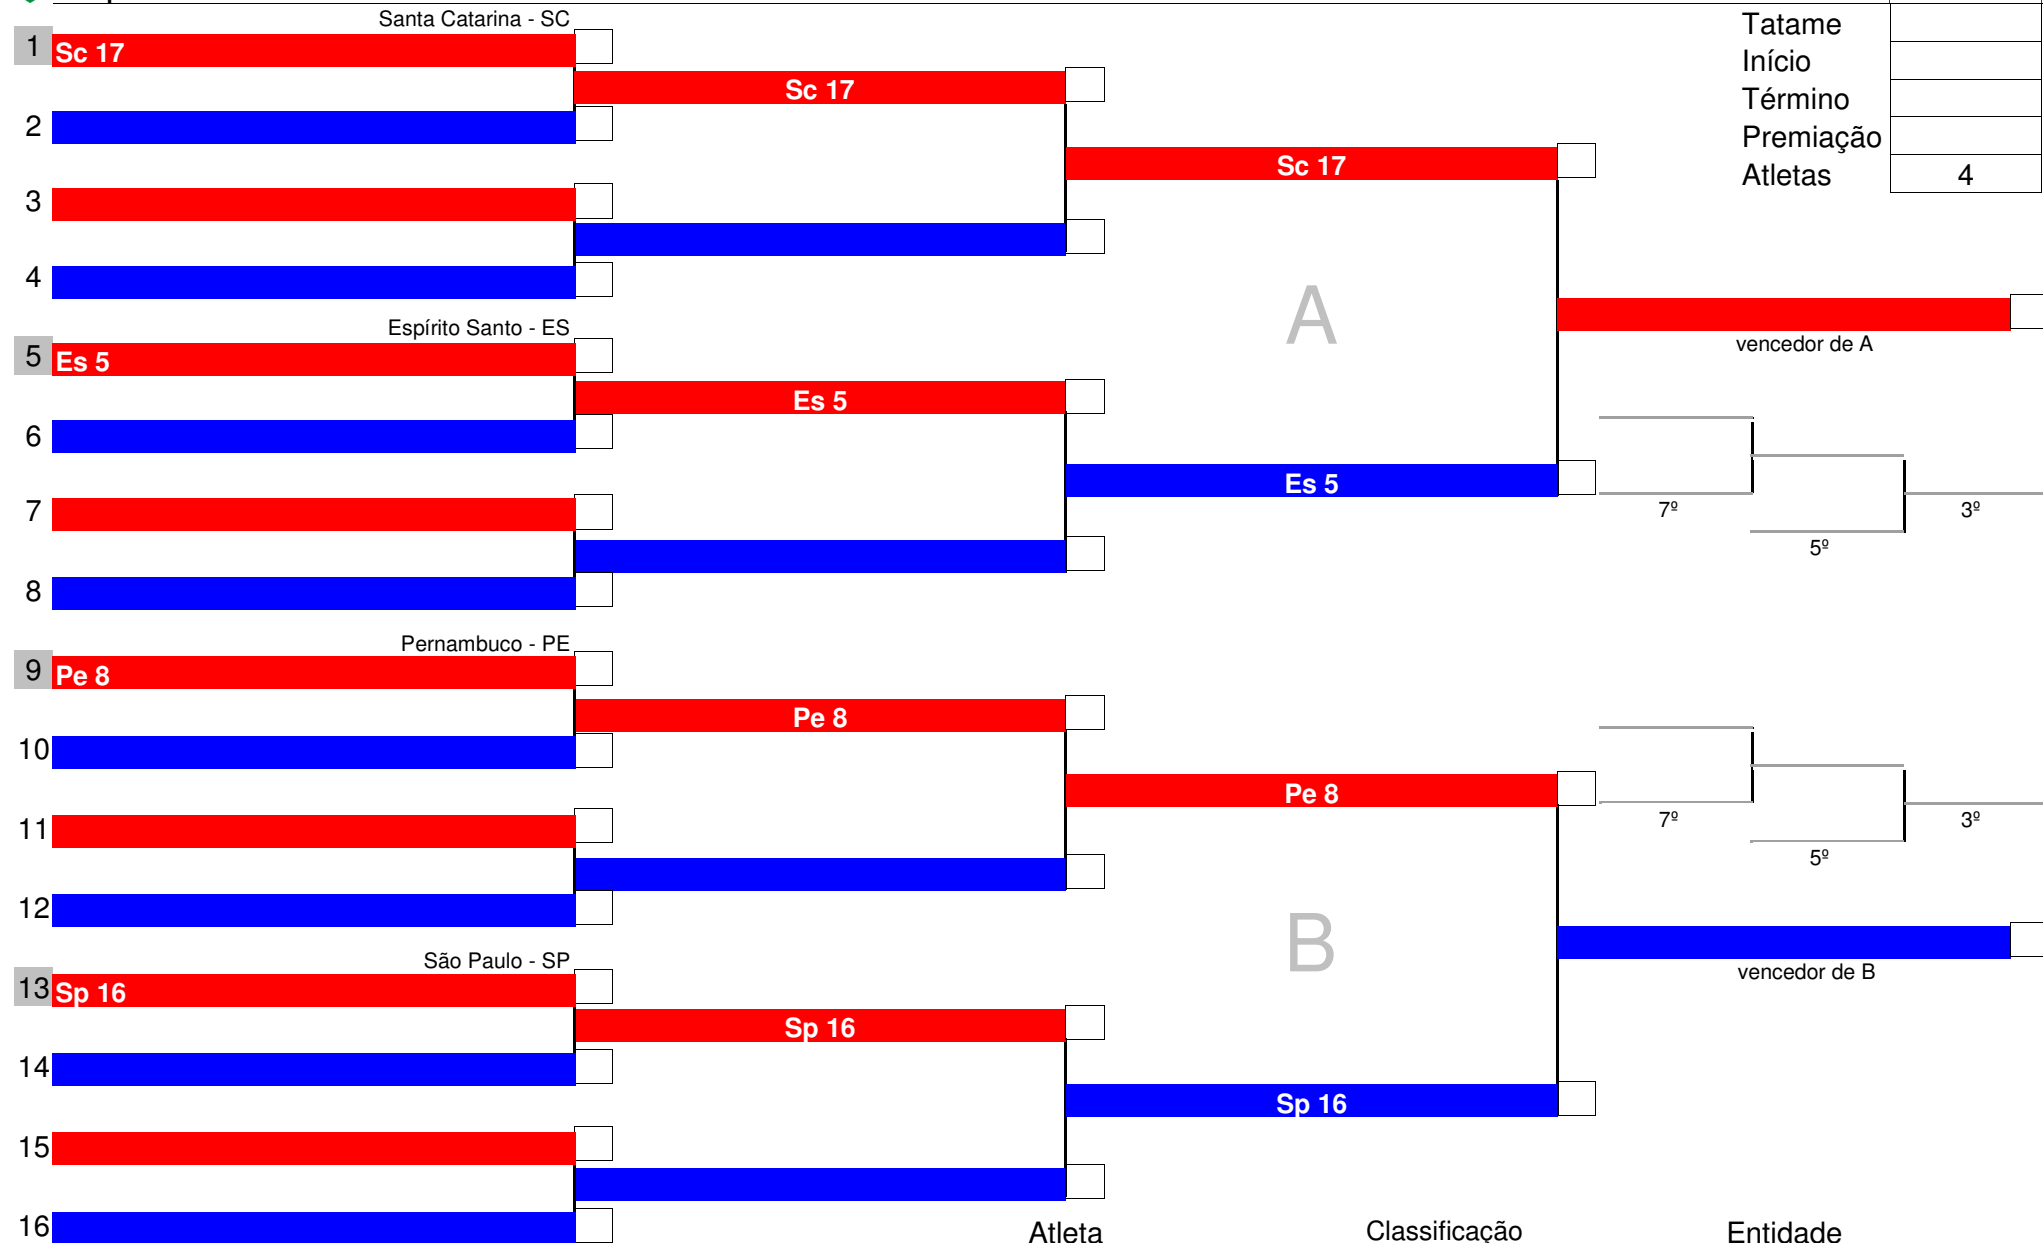 Santa Catarina - SC
1 Sc 17
Sc 17
2
Sc 17
3
4
Espírito Santo - ES
5 Es 5
Es 5
6
Es 5
7
8
A
vencedor de A
7º
3º
5º
Tatame
Início
Término
Premiação
Atletas 4
Pernambuco - PE
9 Pe 8
Pe 8
10
Pe 8
11
12
São Paulo - SP
13 Sp 16
Sp 16
14
Sp 16
15
16
B
7º
3º
5º
vencedor de B
Atleta Classificação Entidade